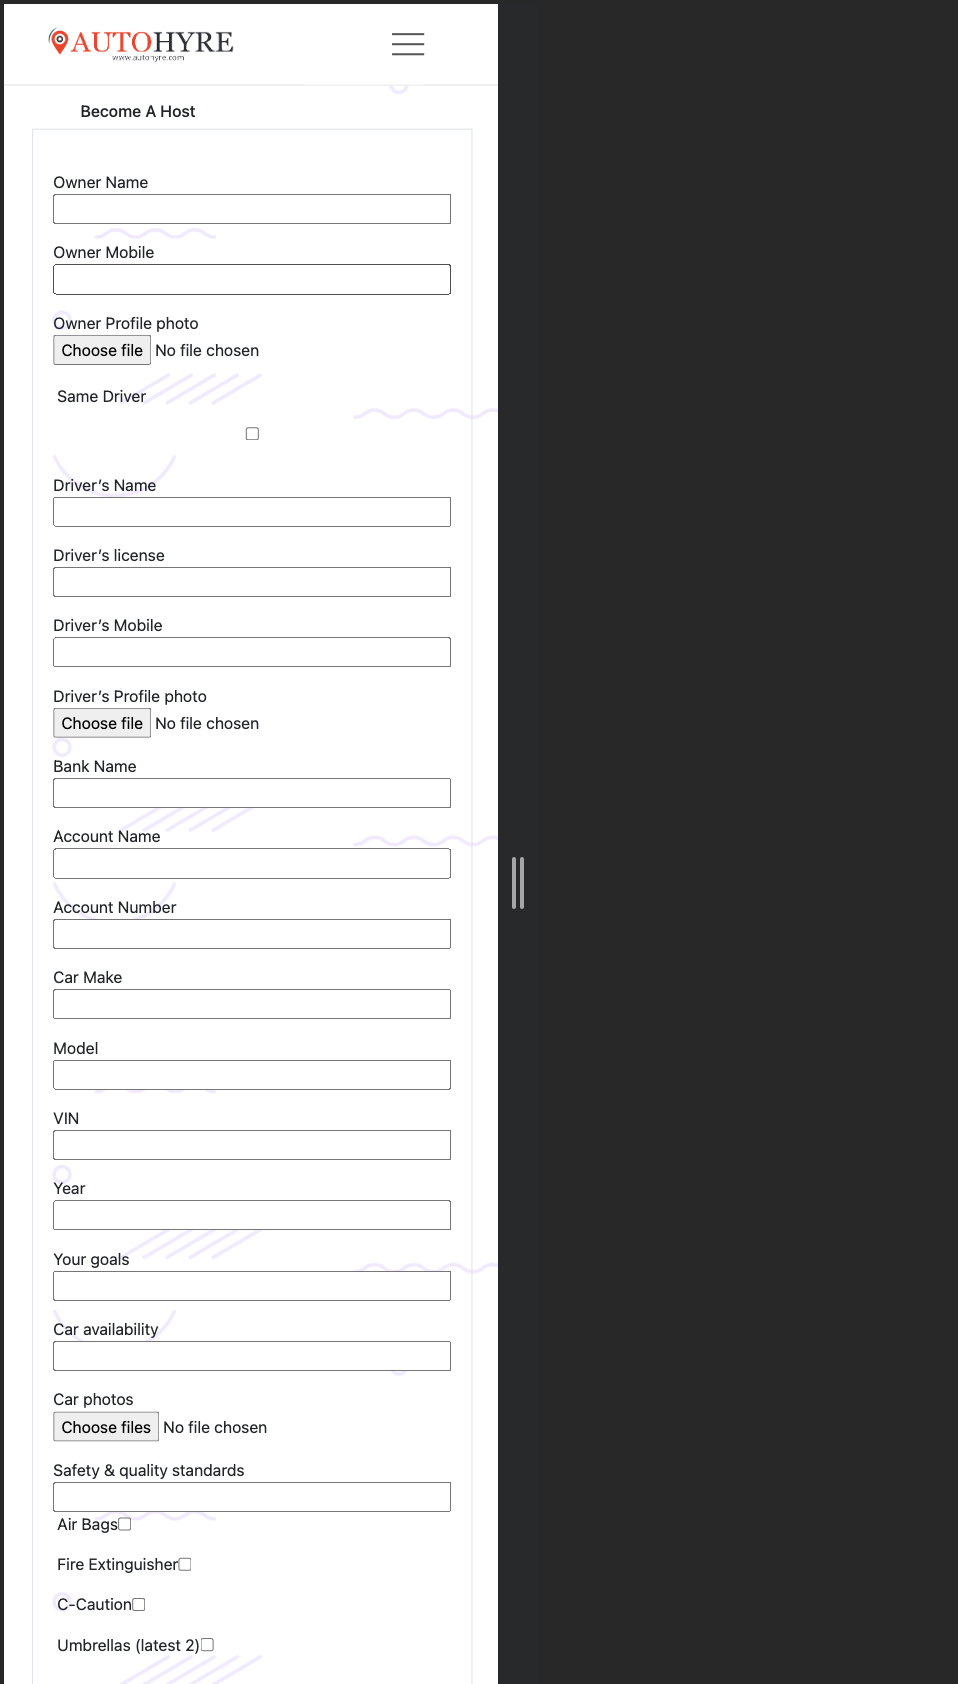 AUTOHYRE
www.autohyre.com
Become A Host
Owner Name
Owner Mobile
Owner Profile photo
Choose file No file chosen
Same Driver
Driver's Name
Driver's license
Driver's Mobile
Driver's Profile photo
Choose file No file chosen
Bank Name
Account Name
Account Number
Car Make
Model
VIN
Year
Your goals
Car availability
Car photos
Choose files No file chosen
Safety & quality standards
Air Bags
Fire Extinguisher
C-Caution
Umbrellas (latest 2)